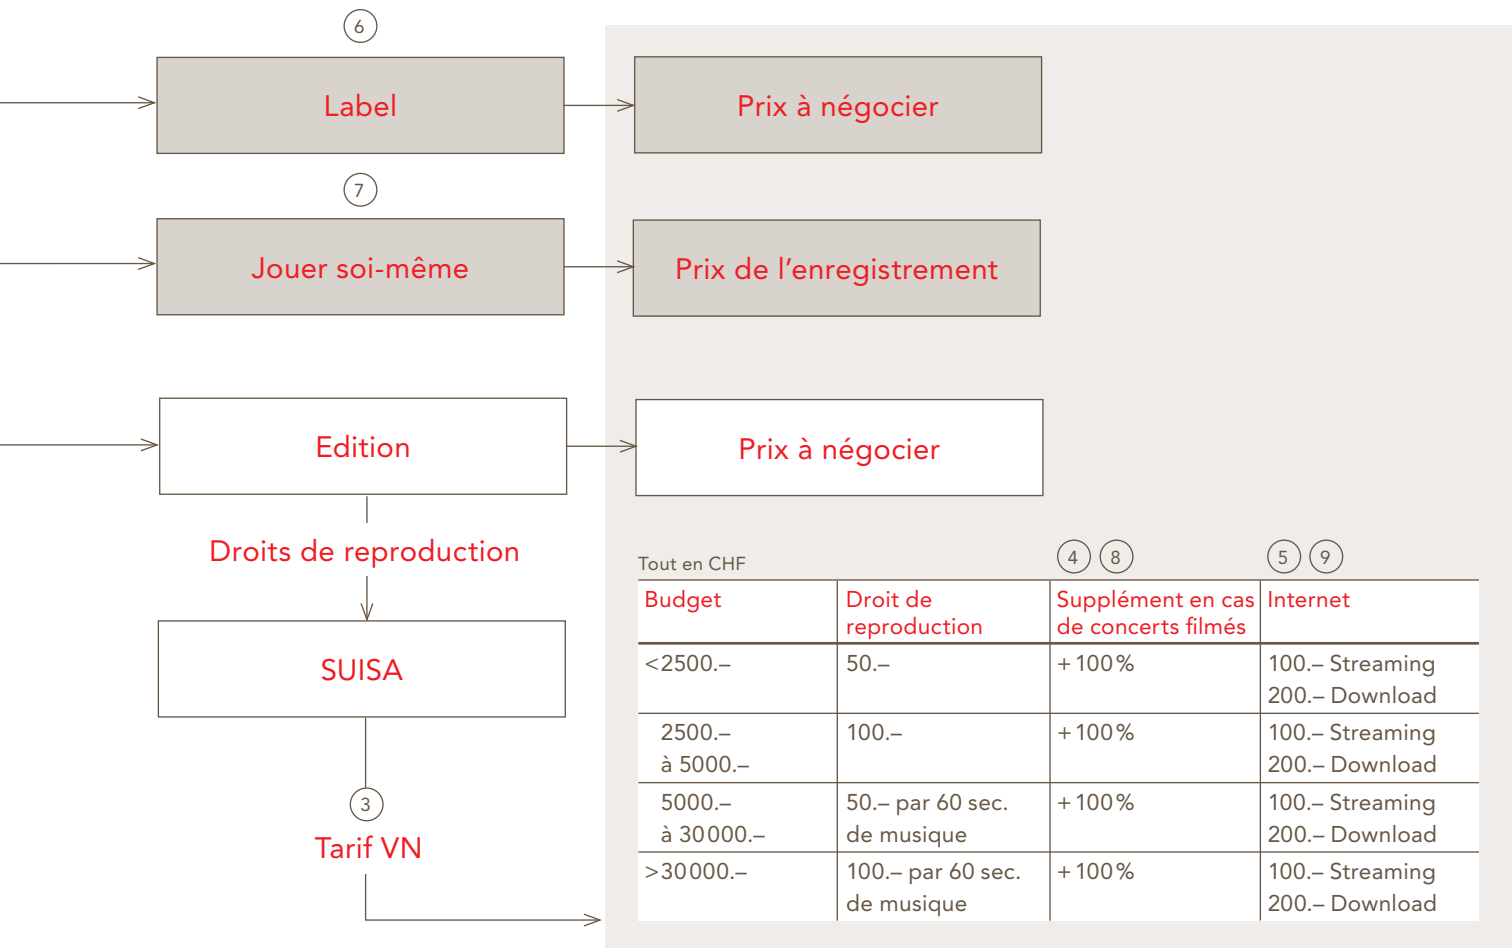 6
Label
Prix à négocier
7
Jouer soi-même
Prix de l’enregistrement
Edition
Prix à négocier
Droits de reproduction
SUISA
3
Tarif VN
Tout en CHF
4 8
5 9
Budget
Droit de
reproduction
Supplément en cas
de concerts filmés
Internet
<2500.–
50.–
+100%
100.– Streaming
200.– Download
2500.–
à 5000.–
100.–
+100%
100.– Streaming
200.– Download
5000.–
à 30000.–
50.– par 60 sec.
de musique
+100%
100.– Streaming
200.– Download
>30000.–
100.– par 60 sec.
de musique
+100%
100.– Streaming
200.– Download